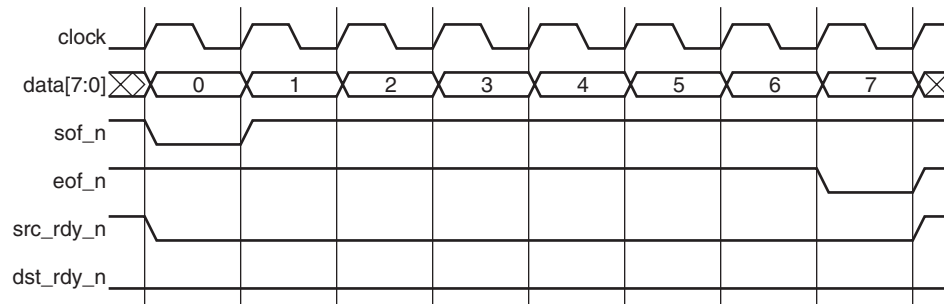 clock
data[7:0] 0 1 2 3 4 5 6 7
sof_n
eof_n
src_rdy_n
dst_rdy_n